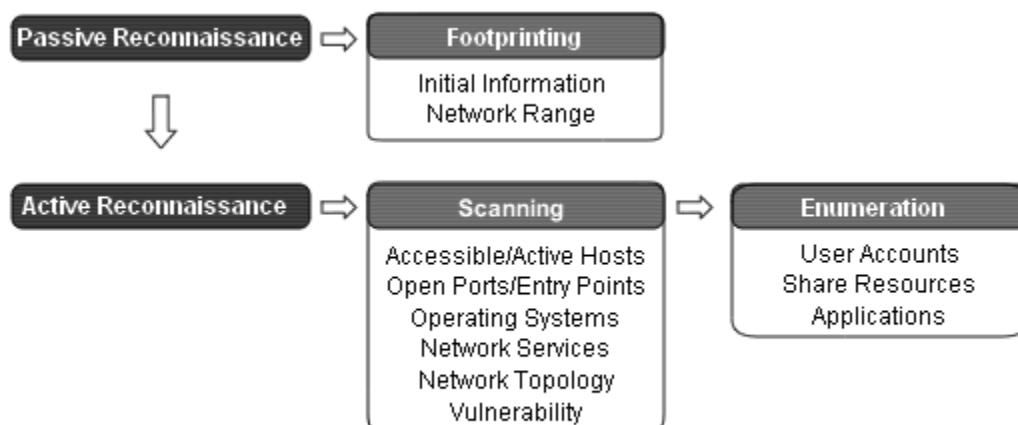 Passive Reconnaissance
Footprinting
Initial Information
Network Range
Active Reconnaissance
Scanning
Accessible/Active Hosts
Open Ports/Entry Points
Operating Systems
Network Services
Network Topology
Vulnerability
Enumeration
User Accounts
Share Resources
Applications